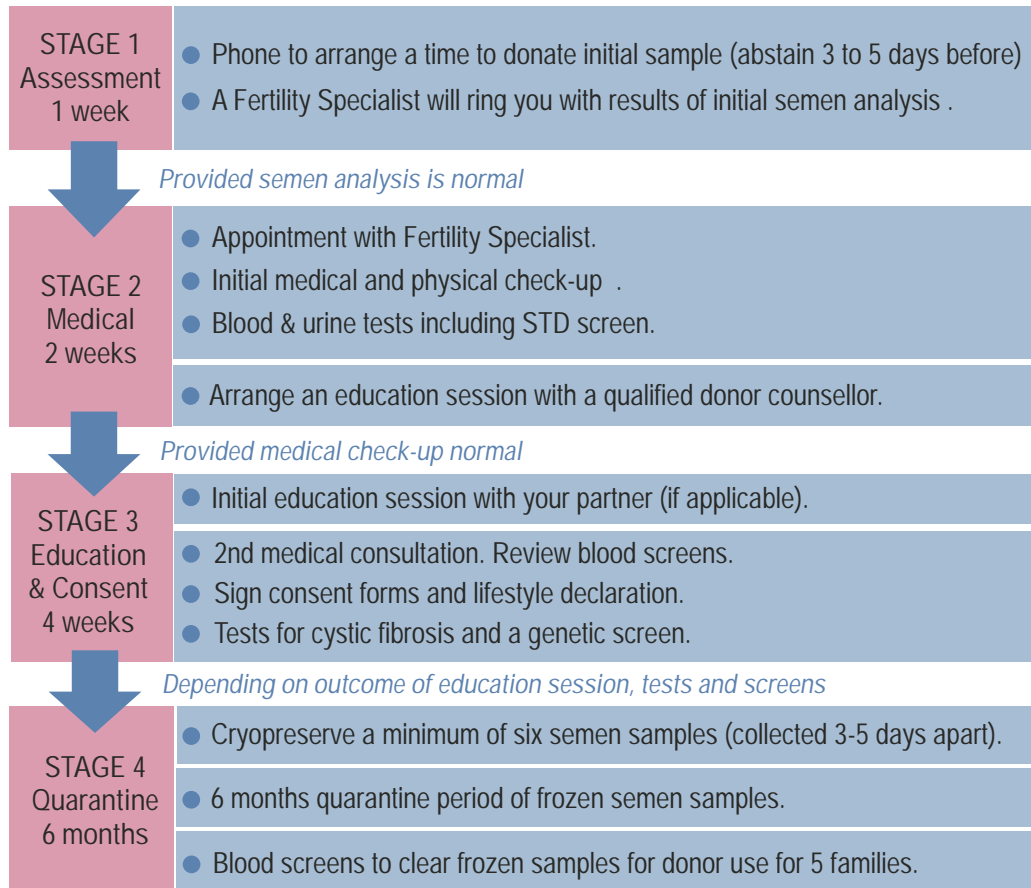 STAGE 1
Assessment
1 week
Phone to arrange a time to donate initial sample (abstain 3 to 5 days before)
A Fertility Specialist will ring you with results of initial semen analysis .
Provided semen analysis is normal
STAGE 2
Medical
2 weeks
Appointment with Fertility Specialist.
Initial medical and physical check-up .
Blood & urine tests including STD screen.
Arrange an education session with a qualified donor counsellor.
Provided medical check-up normal
STAGE 3
Education
& Consent
4 weeks
Initial education session with your partner (if applicable).
2nd medical consultation. Review blood screens.
Sign consent forms and lifestyle declaration.
Tests for cystic fibrosis and a genetic screen.
Depending on outcome of education session, tests and screens
STAGE 4
Quarantine
6 months
Cryopreserve a minimum of six semen samples (collected 3-5 days apart).
6 months quarantine period of frozen semen samples.
Blood screens to clear frozen samples for donor use for 5 families.